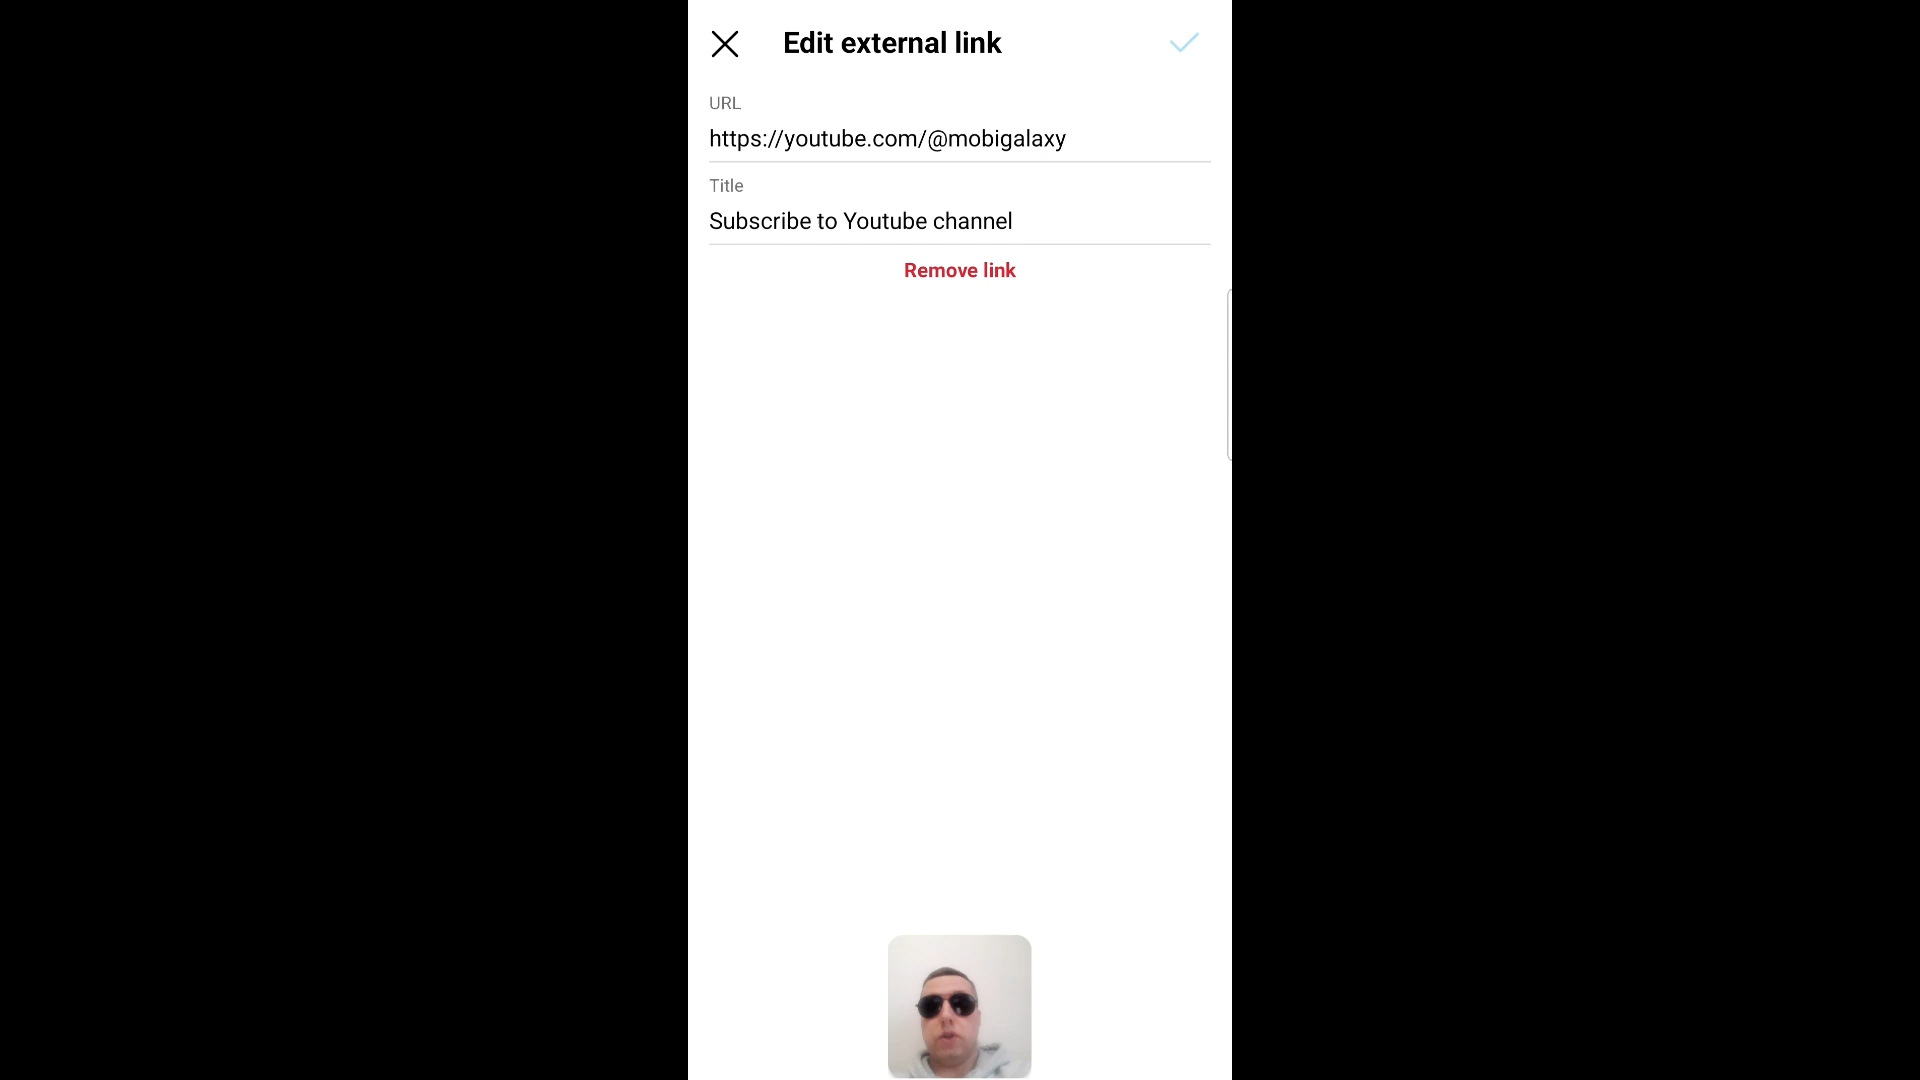 Edit external link
URL
https://youtube.com/@mobigalaxy
Title
Subscribe to Youtube channel
Remove link